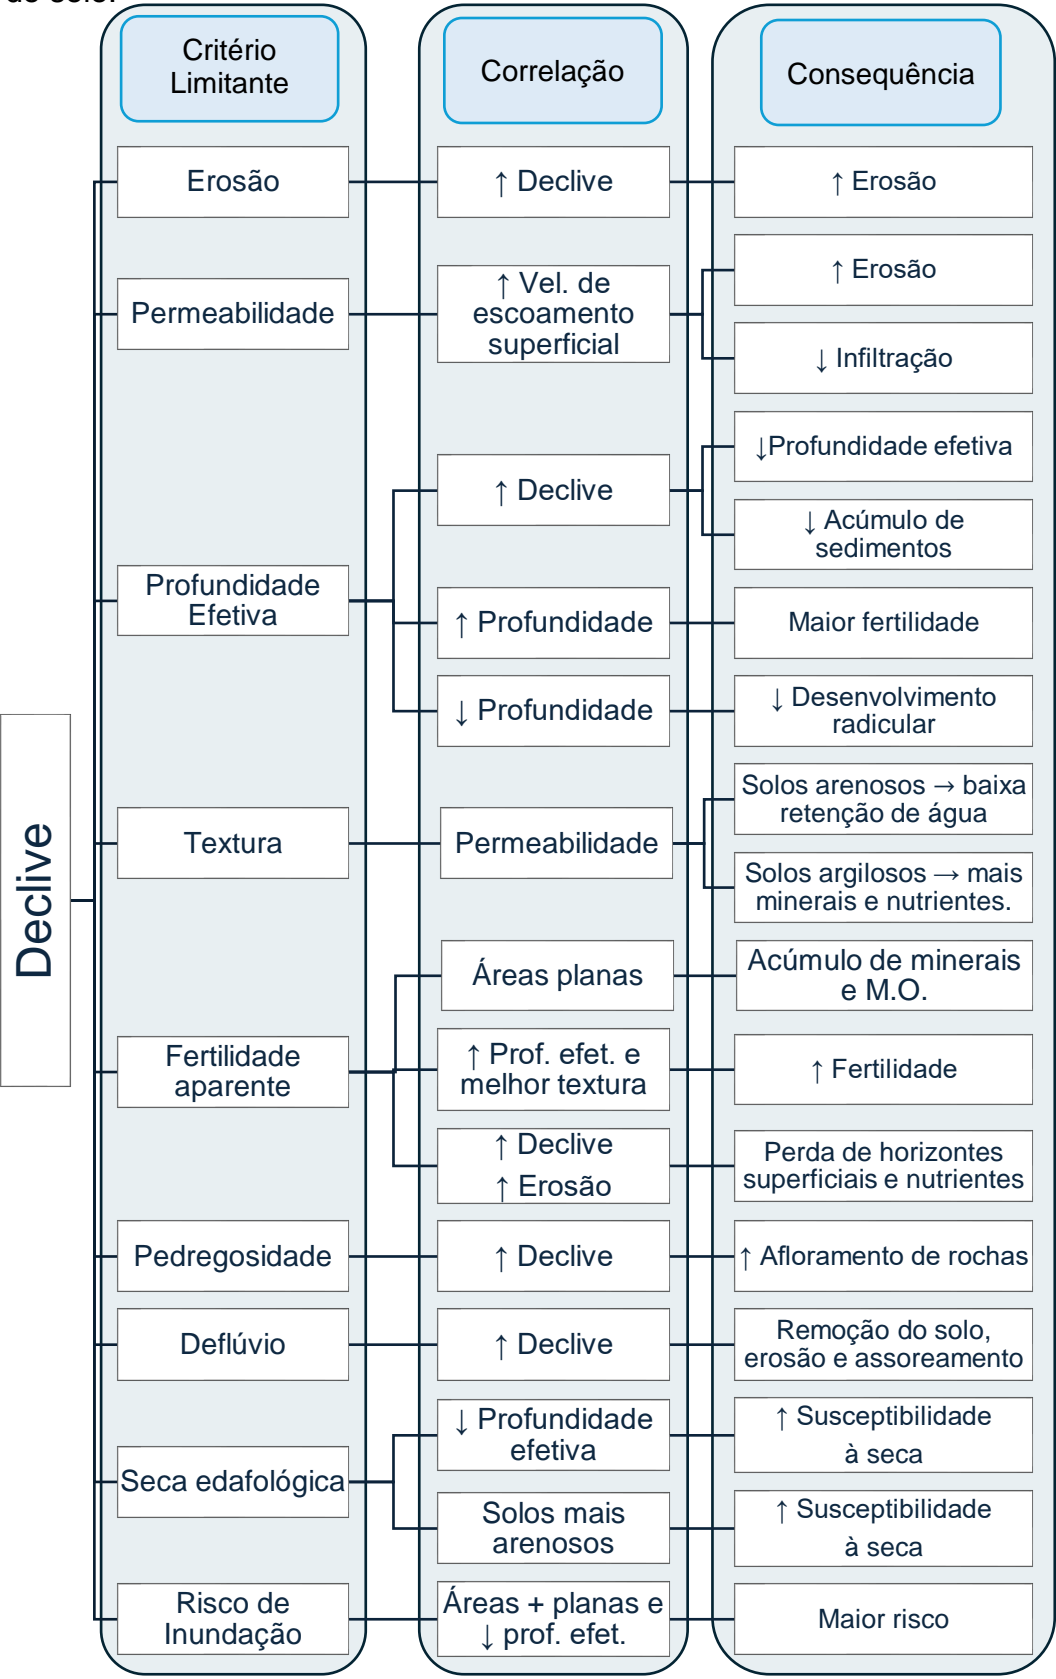 do solo.
Critério
Limitante
Correlação
Consequência
Declive
Erosão
↑ Declive
↑ Erosão
Permeabilidade
↑ Vel. de
escoamento
superficial
↑ Erosão
↓ Infiltração
Profundidade
Efetiva
↑ Declive
↓Profundidade efetiva
↓ Acúmulo de
sedimentos
↑ Profundidade
Maior fertilidade
↓ Profundidade
↓ Desenvolvimento
radicular
Textura
Permeabilidade
Solos arenosos → baixa
retenção de água
Solos argilosos → mais
minerais e nutrientes.
Fertilidade
aparente
Áreas planas
Acúmulo de minerais
e M.O.
↑ Prof. efet. e
melhor textura
↑ Fertilidade
↑ Declive
↑ Erosão
Perda de horizontes
superficiais e nutrientes
Pedregosidade
↑ Declive
↑ Afloramento de rochas
Deflúvio
↑ Declive
Remoção do solo,
erosão e assoreamento
Seca edafológica
↓ Profundidade
efetiva
↑ Susceptibilidade
à seca
Solos mais
arenosos
↑ Susceptibilidade
à seca
Risco de
Inundação
Áreas + planas e
↓ prof. efet.
Maior risco